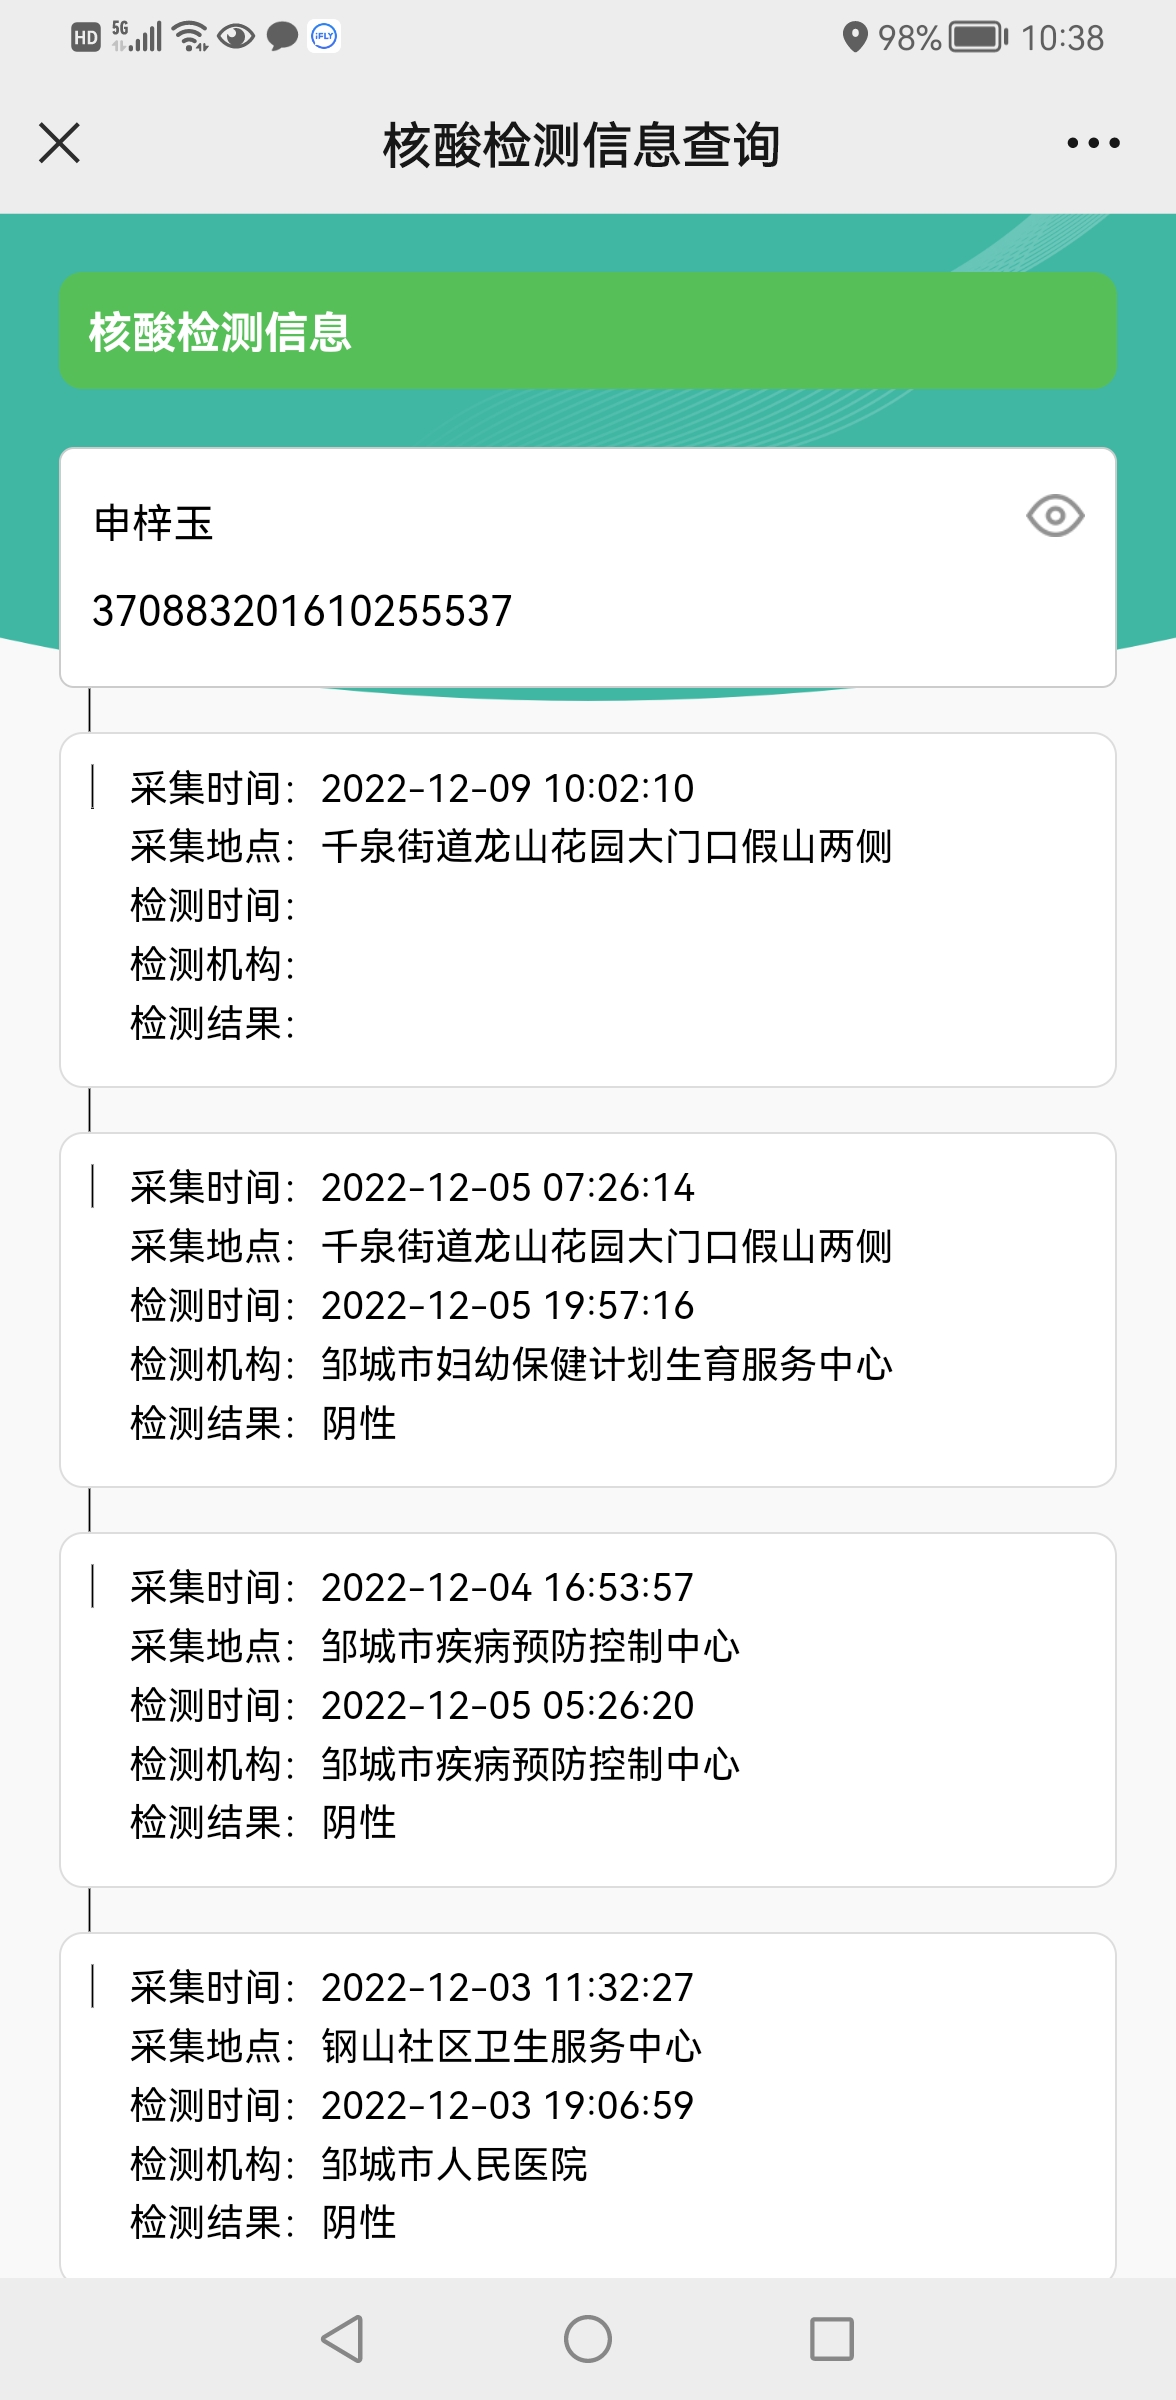 HD 5G iFLY 98% 10:38
核酸检测信息查询
核酸检测信息
申梓玉
370883201610255537
采集时间：2022-12-09 10:02:10
采集地点：千泉街道龙山花园大门口假山两侧
检测时间：
检测机构：
检测结果：
采集时间：2022-12-05 07:26:14
采集地点：千泉街道龙山花园大门口假山两侧
检测时间：2022-12-05 19:57:16
检测机构：邹城市妇幼保健计划生育服务中心
检测结果：阴性
采集时间：2022-12-04 16:53:57
采集地点：邹城市疾病预防控制中心
检测时间：2022-12-05 05:26:20
检测机构：邹城市疾病预防控制中心
检测结果：阴性
采集时间：2022-12-03 11:32:27
采集地点：钢山社区卫生服务中心
检测时间：2022-12-03 19:06:59
检测机构：邹城市人民医院
检测结果：阴性